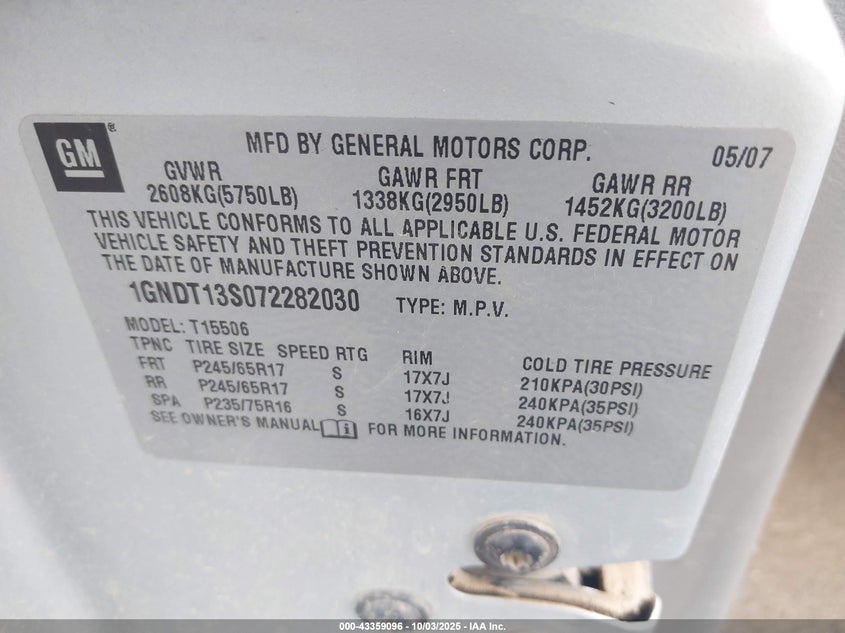 GM®
MFD BY GENERAL MOTORS CORP. 05/07
GVWR GAWR FRT GAWR RR
2608KG(5750LB) 1338KG(2950LB) 1452KG(3200LB)
THIS VEHICLE CONFORMS TO ALL APPLICABLE U.S. FEDERAL MOTOR
VEHICLE SAFETY AND THEFT PREVENTION STANDARDS IN EFFECT ON
THE DATE OF MANUFACTURE SHOWN ABOVE.
1GNDT13S072282030 TYPE: M.P.V.
MODEL: T15506
TPNC TIRE SIZE SPEED RTG RIM COLD TIRE PRESSURE
FRT P245/65R17 S 17X7J 210KPA(30PSI)
RR P245/65R17 S 17X7J 240KPA(35PSI)
SPA P235/75R16 S 16X7J 240KPA(35PSI)
SEE OWNER'S MANUAL i FOR MORE INFORMATION.
000-43359096 - 10/03/2025 - IAA Inc.